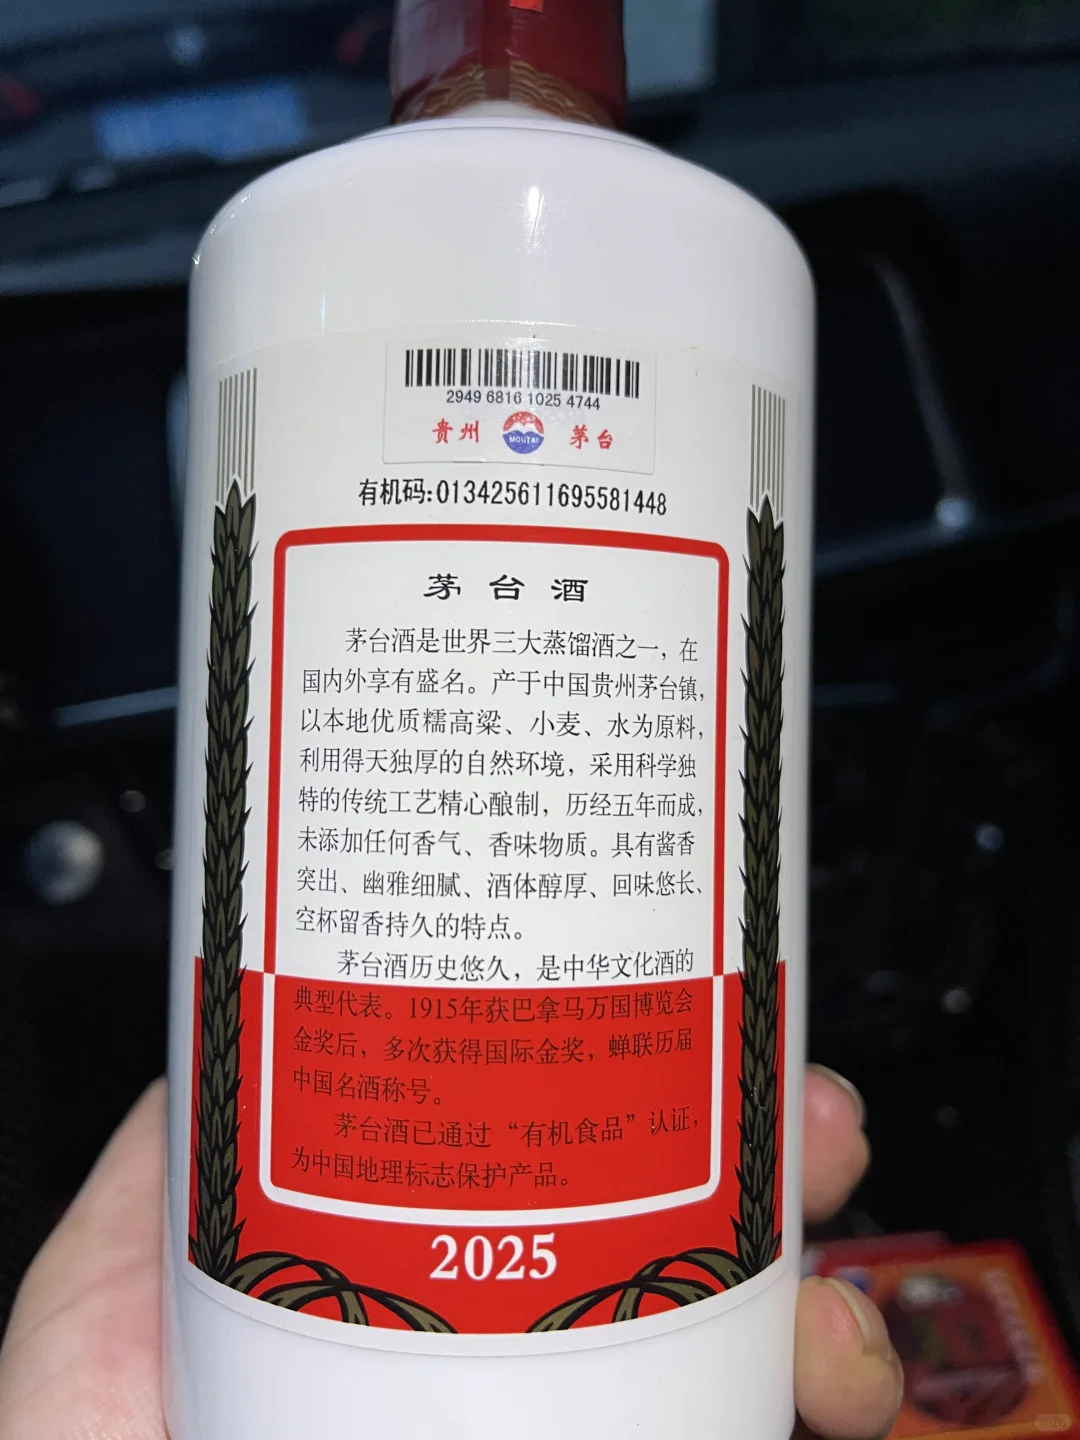 2949 6816 1025 4744
贵州 MOUTAI 茅台
有机码:013425611695581448
茅台酒
茅台酒是世界三大蒸馏酒之一，在
国内外享有盛名。产于中国贵州茅台镇，
以本地优质糯高粱、小麦、水为原料，
利用得天独厚的自然环境，采用科学独
特的传统工艺精心酿制，历经五年而成，
未添加任何香气、香味物质。具有酱香
突出、幽雅细腻、酒体醇厚、回味悠长、
空杯留香持久的特点。
茅台酒历史悠久，是中华文化酒的
典型代表。1915年获巴拿马万国博览会
金奖后，多次获得国际金奖，蝉联历届
中国名酒称号。
茅台酒已通过“有机食品”认证，
为中国地理标志保护产品。
2025